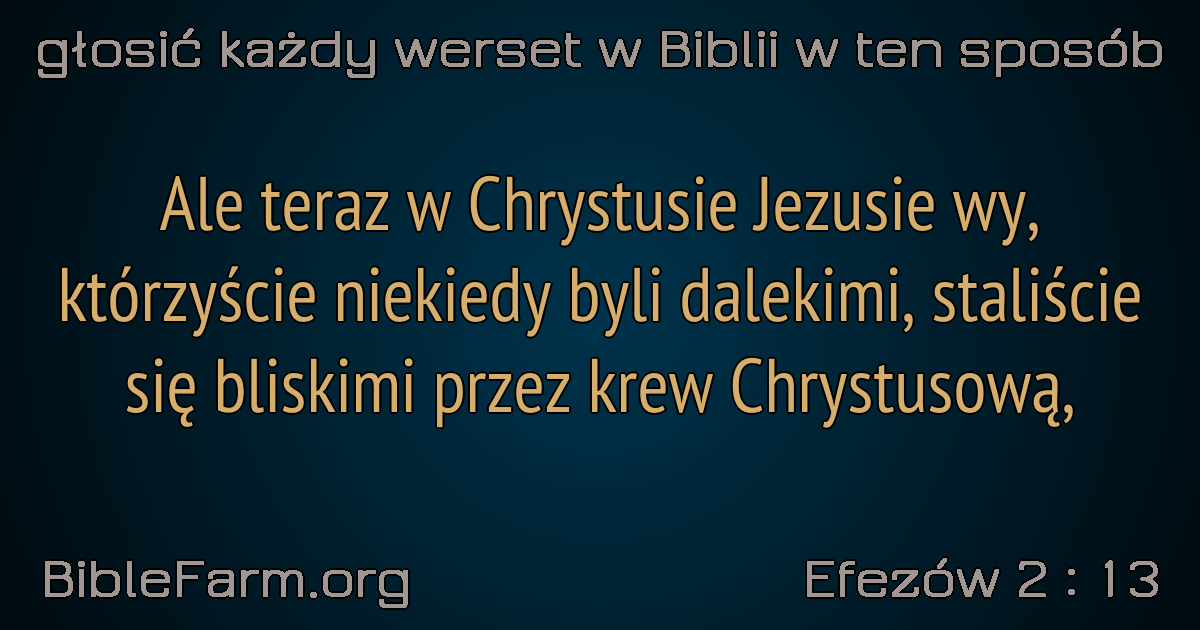 głosić każdy werset w Biblii w ten sposób
Ale teraz w Chrystusie Jezusie wy,
którzyście niekiedy byli dalekimi, staliście
się bliskimi przez krew Chrystusową,
BibleFarm.org
Efezów 2 : 13